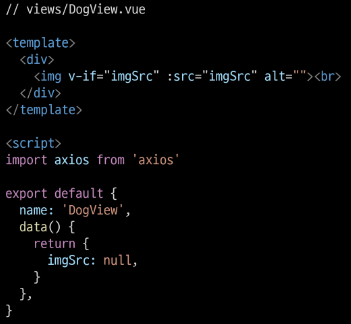 // views/DogView.vue
<template>
  <div>
    <img v-if="imgSrc" :src="imgSrc" alt=""><br>
  </div>
</template>
<script>
import axios from 'axios'
export default {
  name: 'DogView',
  data() {
    return {
      imgSrc: null,
    }
  },
}